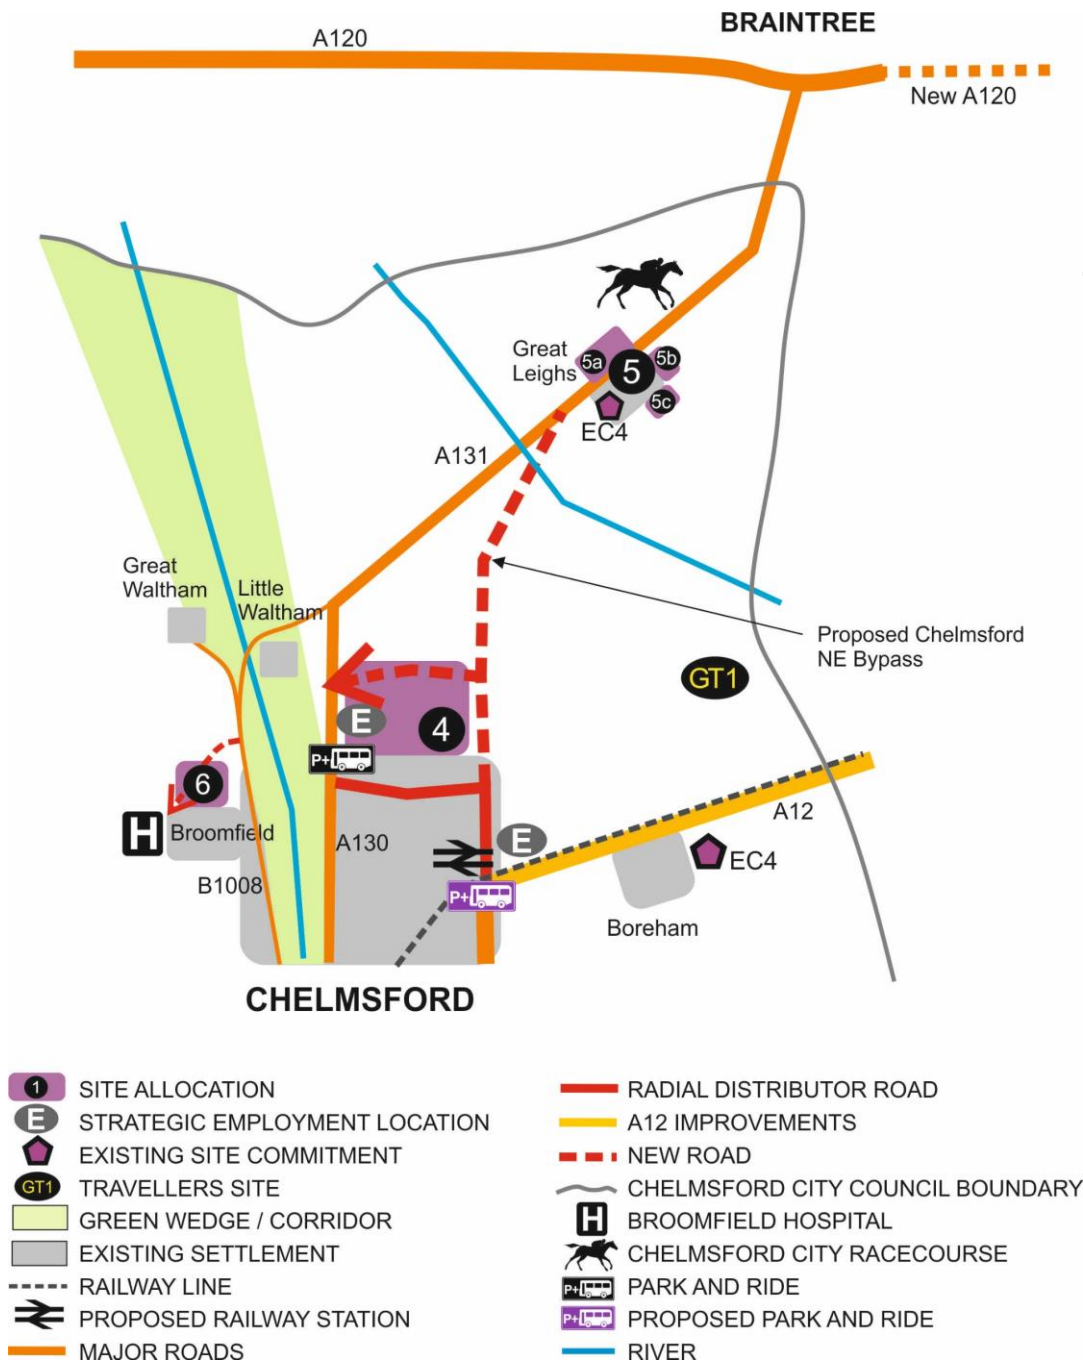 BRAINTREE
A120
New A120
Great
Leighs
5a
5
5b
5c
EC4
A131
Great
Waltham
Little
Waltham
Proposed Chelmsford
NE Bypass
GT1
E
4
P+
6
H
Broomfield
A130
E
A12
EC4
B1008
P+
Boreham
CHELMSFORD
1 SITE ALLOCATION
E STRATEGIC EMPLOYMENT LOCATION
EXISTING SITE COMMITMENT
GT1 TRAVELLERS SITE
GREEN WEDGE / CORRIDOR
EXISTING SETTLEMENT
RAILWAY LINE
PROPOSED RAILWAY STATION
MAJOR ROADS
RADIAL DISTRIBUTOR ROAD
A12 IMPROVEMENTS
NEW ROAD
CHELMSFORD CITY COUNCIL BOUNDARY
H BROOMFIELD HOSPITAL
CHELMSFORD CITY RACECOURSE
P+ PARK AND RIDE
P+ PROPOSED PARK AND RIDE
RIVER